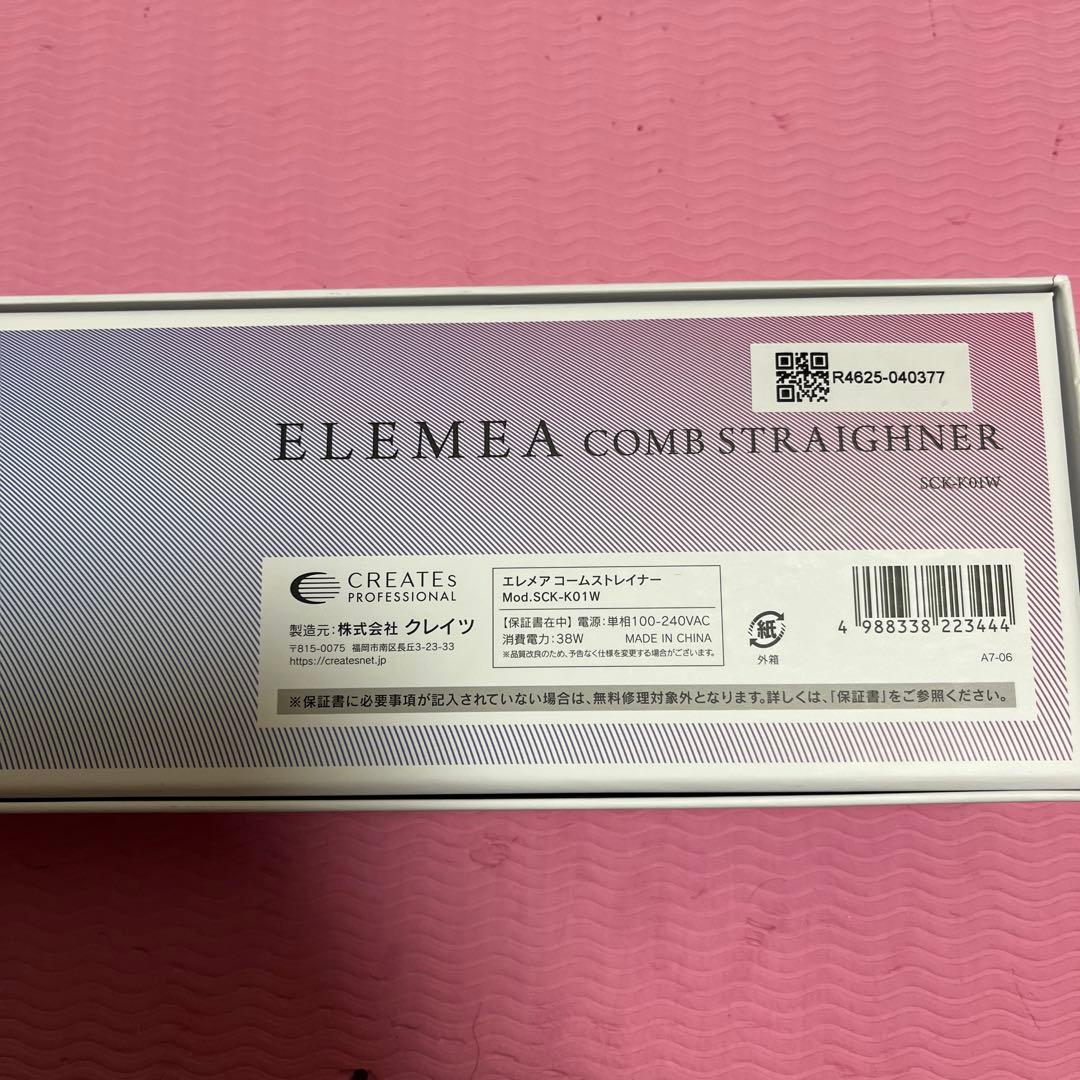 R4625-040377
ELEMEA COMB STRAIGHNER
SCK-K01W
CREATEs
PROFESSIONAL
製造元:株式会社 クレイツ
〒815-0075 福岡市南区長丘3-23-33
https://createsnet.jp/
エレメア コームストレイナー
Mod.SCK-K01W
【保証書在中】電源:単相100-240VAC
消費電力:38W MADE IN CHINA
※品質改良のため、予告なく仕様を変更する場合がございます。
紙
外箱
4 988338 223444
A7-06
※保証書に必要事項が記入されていない場合は、無料修理対象外となります。詳しくは、「保証書」をご参照ください。